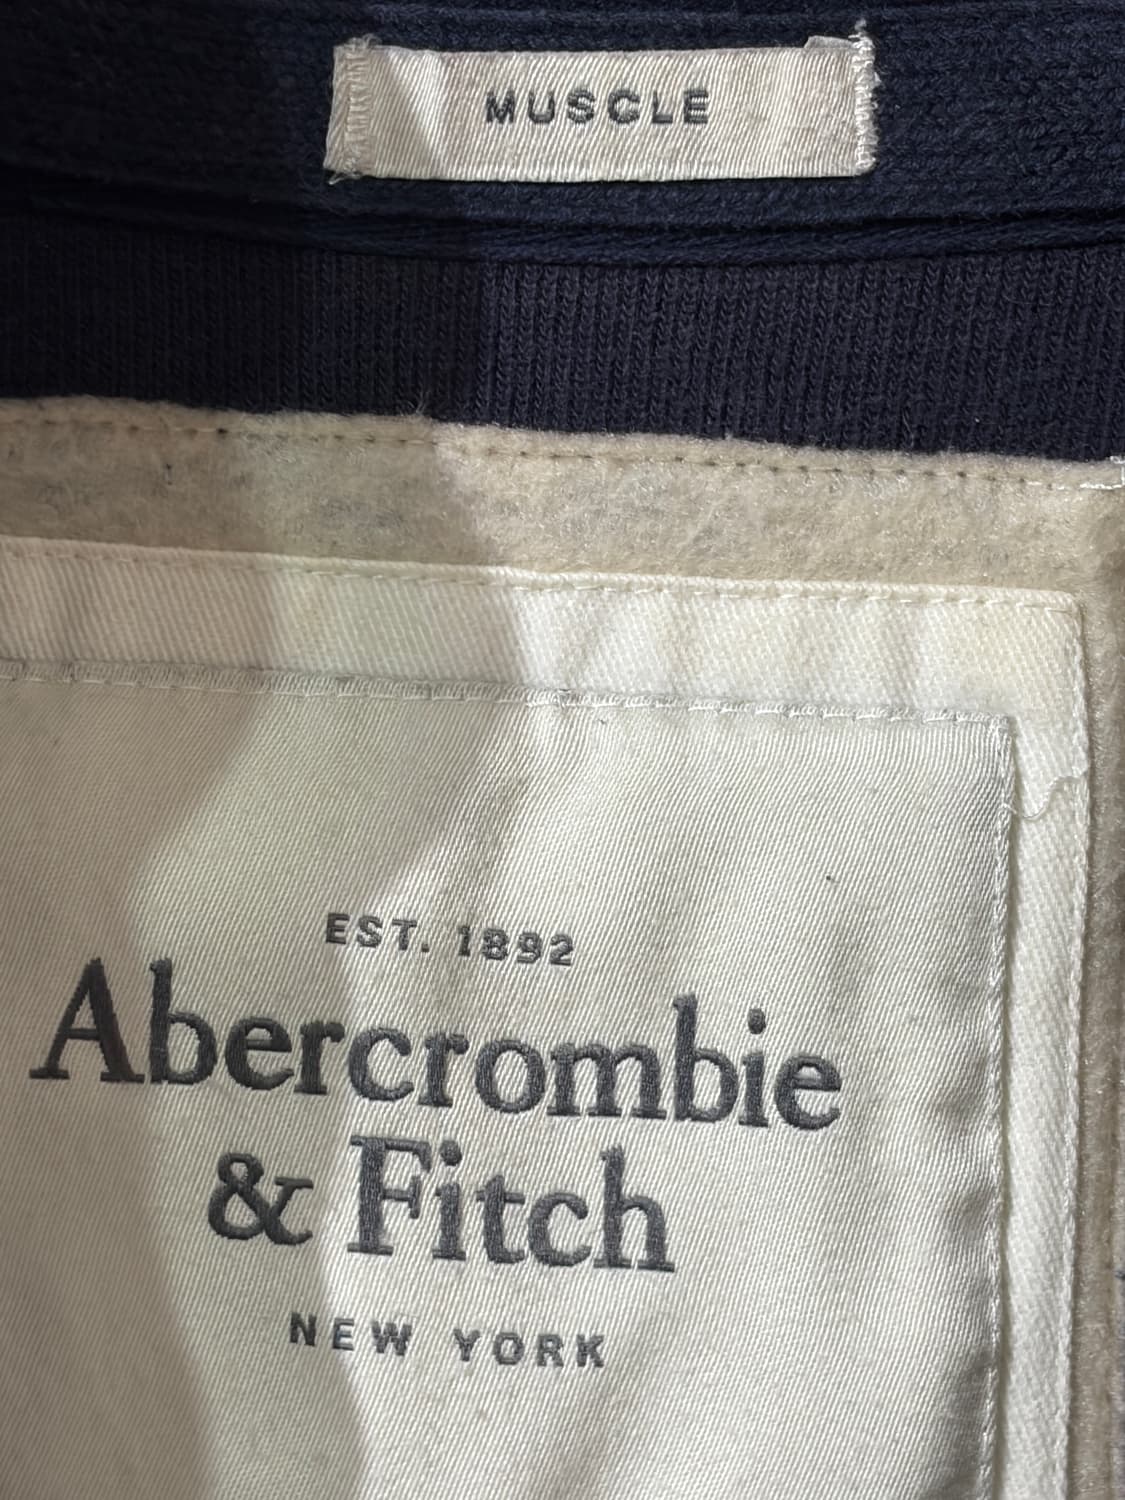 MUSCLE
EST. 1892
Abercrombie
& Fitch
NEW YORK